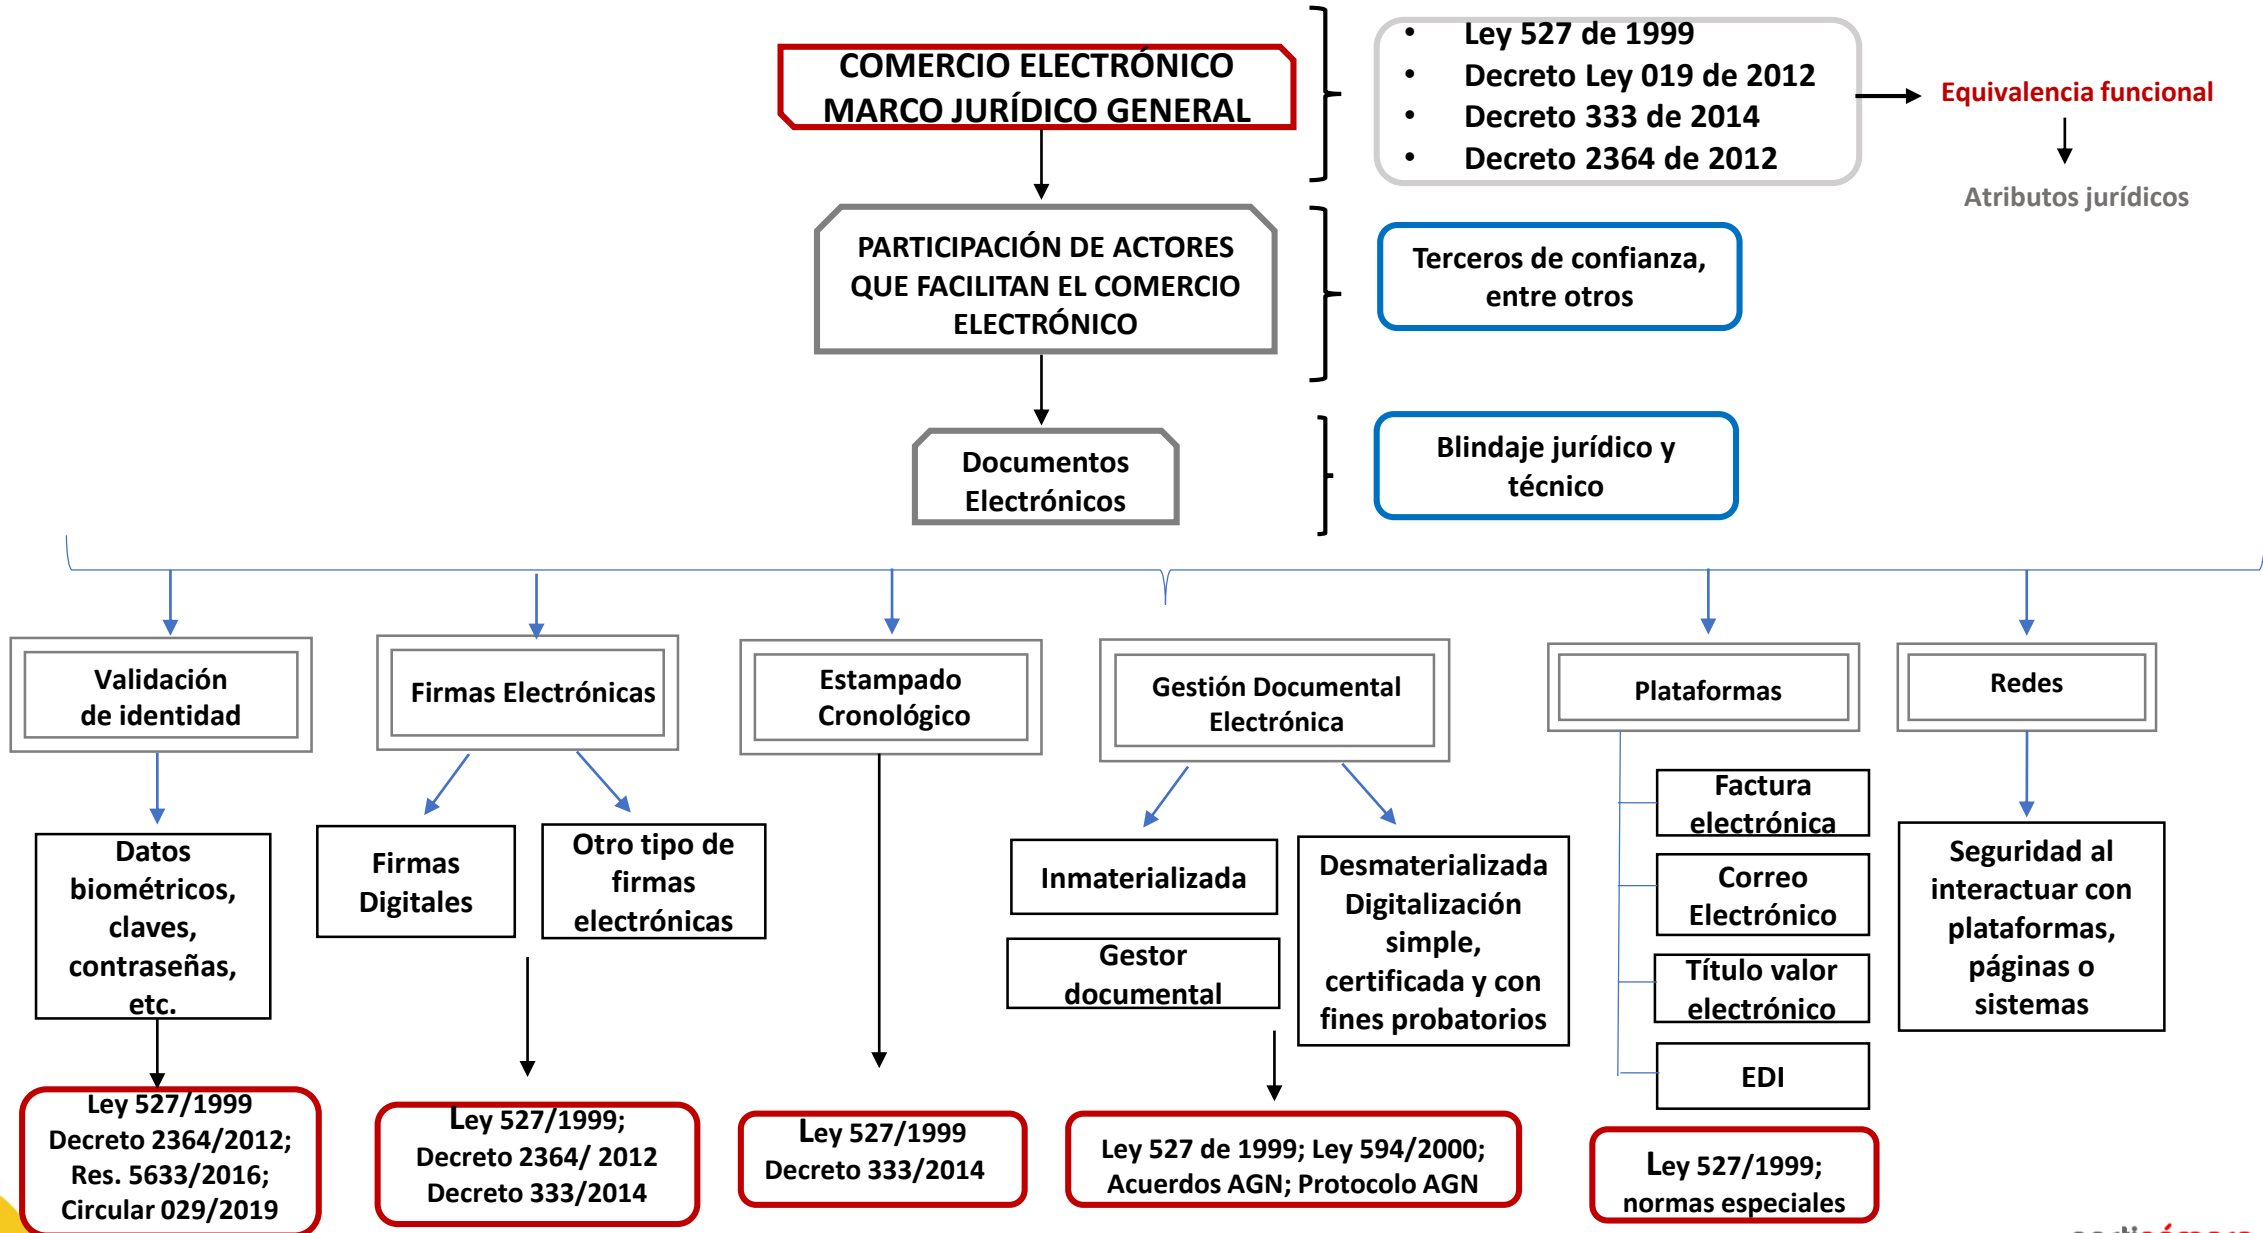 COMERCIO ELECTRÓNICO
MARCO JURÍDICO GENERAL
• Ley 527 de 1999
• Decreto Ley 019 de 2012
• Decreto 333 de 2014
• Decreto 2364 de 2012
Equivalencia funcional
Atributos jurídicos
PARTICIPACIÓN DE ACTORES
QUE FACILITAN EL COMERCIO
ELECTRÓNICO
Terceros de confianza,
entre otros
Documentos
Electrónicos
Blindaje jurídico y
técnico
Validación
de identidad
Firmas Electrónicas
Estampado
Cronológico
Gestión Documental
Electrónica
Plataformas
Redes
Datos
biométricos,
claves,
contraseñas,
etc.
Firmas
Digitales
Otro tipo de
firmas
electrónicas
Inmaterializada
Gestor
documental
Desmaterializada
Digitalización
simple,
certificada y con
fines probatorios
Factura
electrónica
Correo
Electrónico
Título valor
electrónico
EDI
Seguridad al
interactuar con
plataformas,
páginas o
sistemas
Ley 527/1999
Decreto 2364/2012;
Res. 5633/2016;
Circular 029/2019
Ley 527/1999;
Decreto 2364/ 2012
Decreto 333/2014
Ley 527/1999
Decreto 333/2014
Ley 527 de 1999; Ley 594/2000;
Acuerdos AGN; Protocolo AGN
Ley 527/1999;
normas especiales